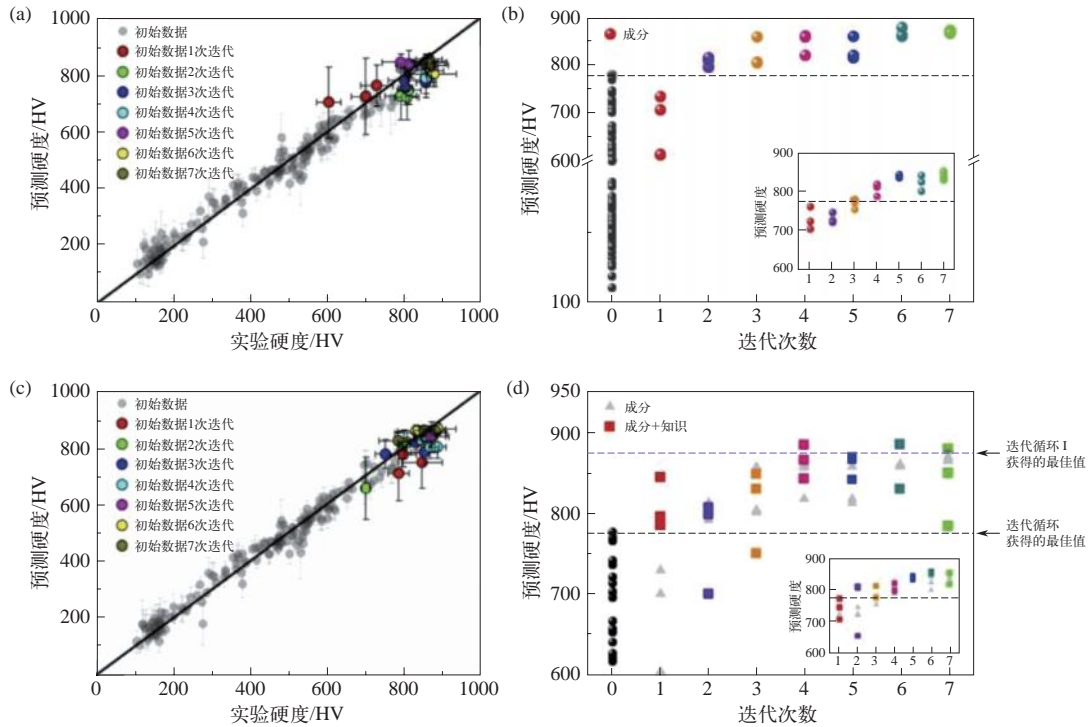 (a)
1000
800
600
400
200
0
200
400
600
800
1000
预测硬度/HV
实验硬度/HV
初始数据
初始数据1次迭代
初始数据2次迭代
初始数据3次迭代
初始数据4次迭代
初始数据5次迭代
初始数据6次迭代
初始数据7次迭代
(b)
900
800
700
600
100
预测硬度/HV
成分
0
1
2
3
4
5
6
7
迭代次数
900
800
700
600
预测硬度
1
2
3
4
5
6
7
(c)
1000
800
600
400
200
0
200
400
600
800
1000
预测硬度/HV
实验硬度/HV
初始数据
初始数据1次迭代
初始数据2次迭代
初始数据3次迭代
初始数据4次迭代
初始数据5次迭代
初始数据6次迭代
初始数据7次迭代
(d)
950
900
800
700
600
预测硬度/HV
成分
成分+知识
迭代循环 I
获得的最佳值
迭代循环
获得的最佳值
0
1
2
3
4
5
6
7
迭代次数
900
800
700
600
预测硬度
1
2
3
4
5
6
7